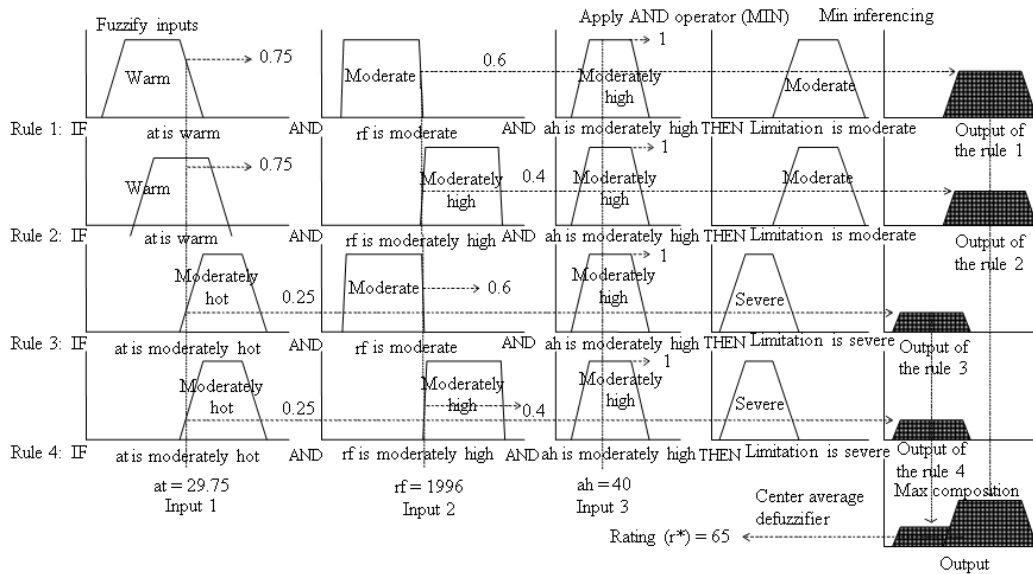 Fuzzify inputs
Apply AND operator (MIN)
Min inferencing
Warm
0.75
Moderate
0.6
Moderately
high
1
Moderate
Rule 1: IF at is warm AND rf is moderate AND ah is moderately high THEN Limitation is moderate
Output of
the rule 1
Warm
0.75
Moderately
high
0.4
Moderately
high
1
Moderate
Rule 2: IF at is warm AND rf is moderately high AND ah is moderately high THEN Limitation is moderate
Output of
the rule 2
Moderately
hot
0.25
Moderate
0.6
Moderately
high
1
Severe
Rule 3: IF at is moderately hot AND rf is moderate AND ah is moderately high THEN Limitation is severe
Output of
the rule 3
Moderately
hot
0.25
Moderately
high
0.4
Moderately
high
1
Severe
Rule 4: IF at is moderately hot AND rf is moderately high AND ah is moderately high THEN Limitation is severe
Output of
the rule 4
at = 29.75
Input 1
rf = 1996
Input 2
ah = 40
Input 3
Max composition
Center average
defuzzifier
Rating (r*) = 65
Output